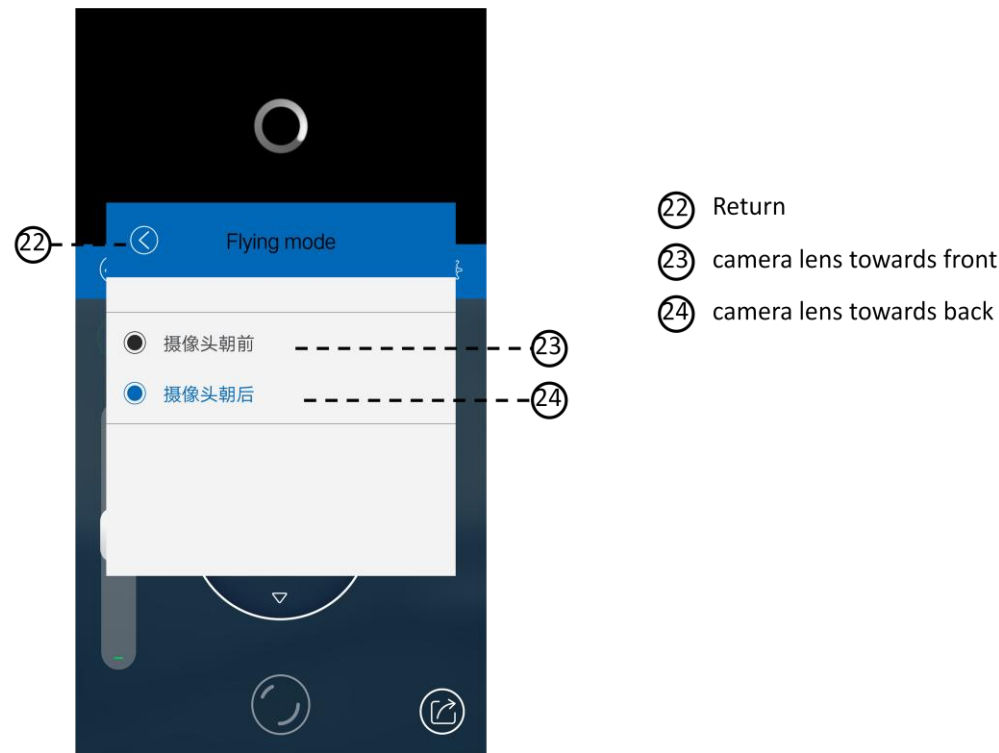 22
Flying mode
摄像头朝前
23
摄像头朝后
24
22 Return
23 camera lens towards front
24 camera lens towards back